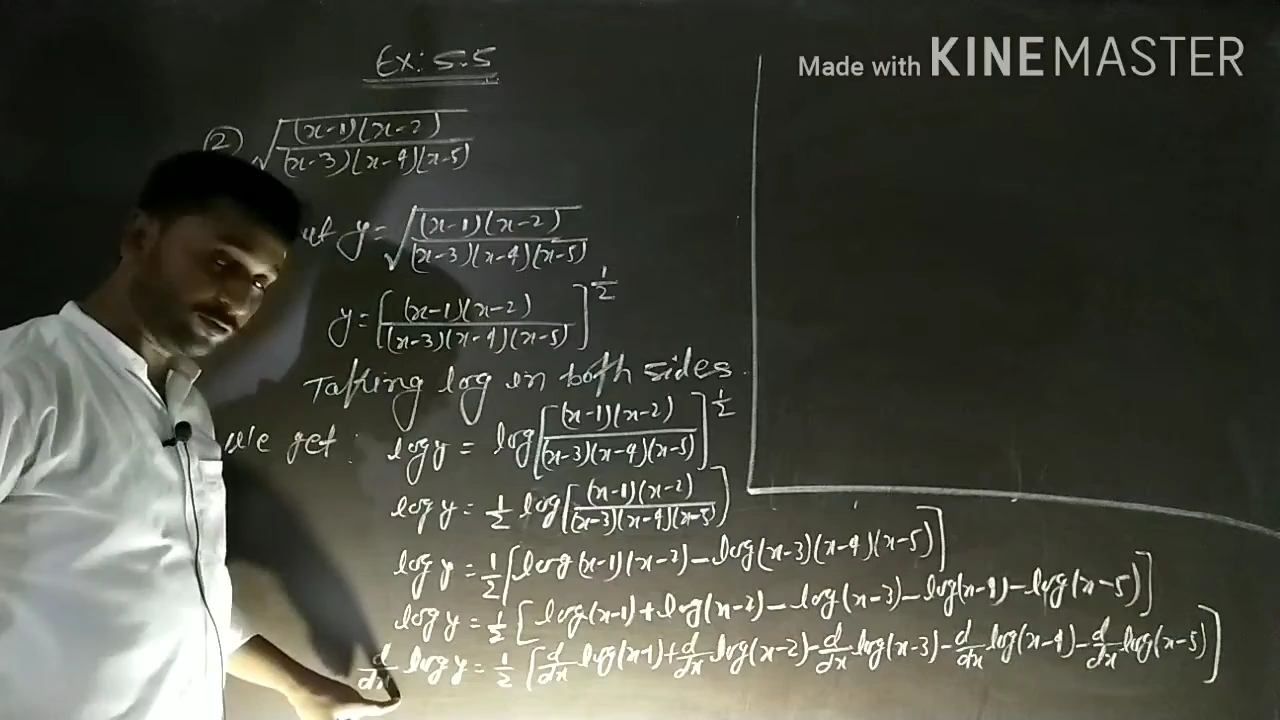 Ex: 5.5
Made with KINEMASTER
② √((x-1)(x-2)/(x-3)(x-4)(x-5))
y = √((x-1)(x-2)/(x-3)(x-4)(x-5))
y = [(x-1)(x-2)/(x-3)(x-4)(x-5)]^1/2
Taking log in both sides.
We get: log y = log[(x-1)(x-2)/(x-3)(x-4)(x-5)]^1/2
log y = 1/2 log[(x-1)(x-2)/(x-3)(x-4)(x-5)]
log y = 1/2 [log(x-1)(x-2) - log(x-3)(x-4)(x-5)]
log y = 1/2 [log(x-1) + log(x-2) - log(x-3) - log(x-4) - log(x-5)]
d/dx log y = 1/2 [d/dx log(x-1) + d/dx log(x-2) - d/dx log(x-3) - d/dx log(x-4) - d/dx log(x-5)]